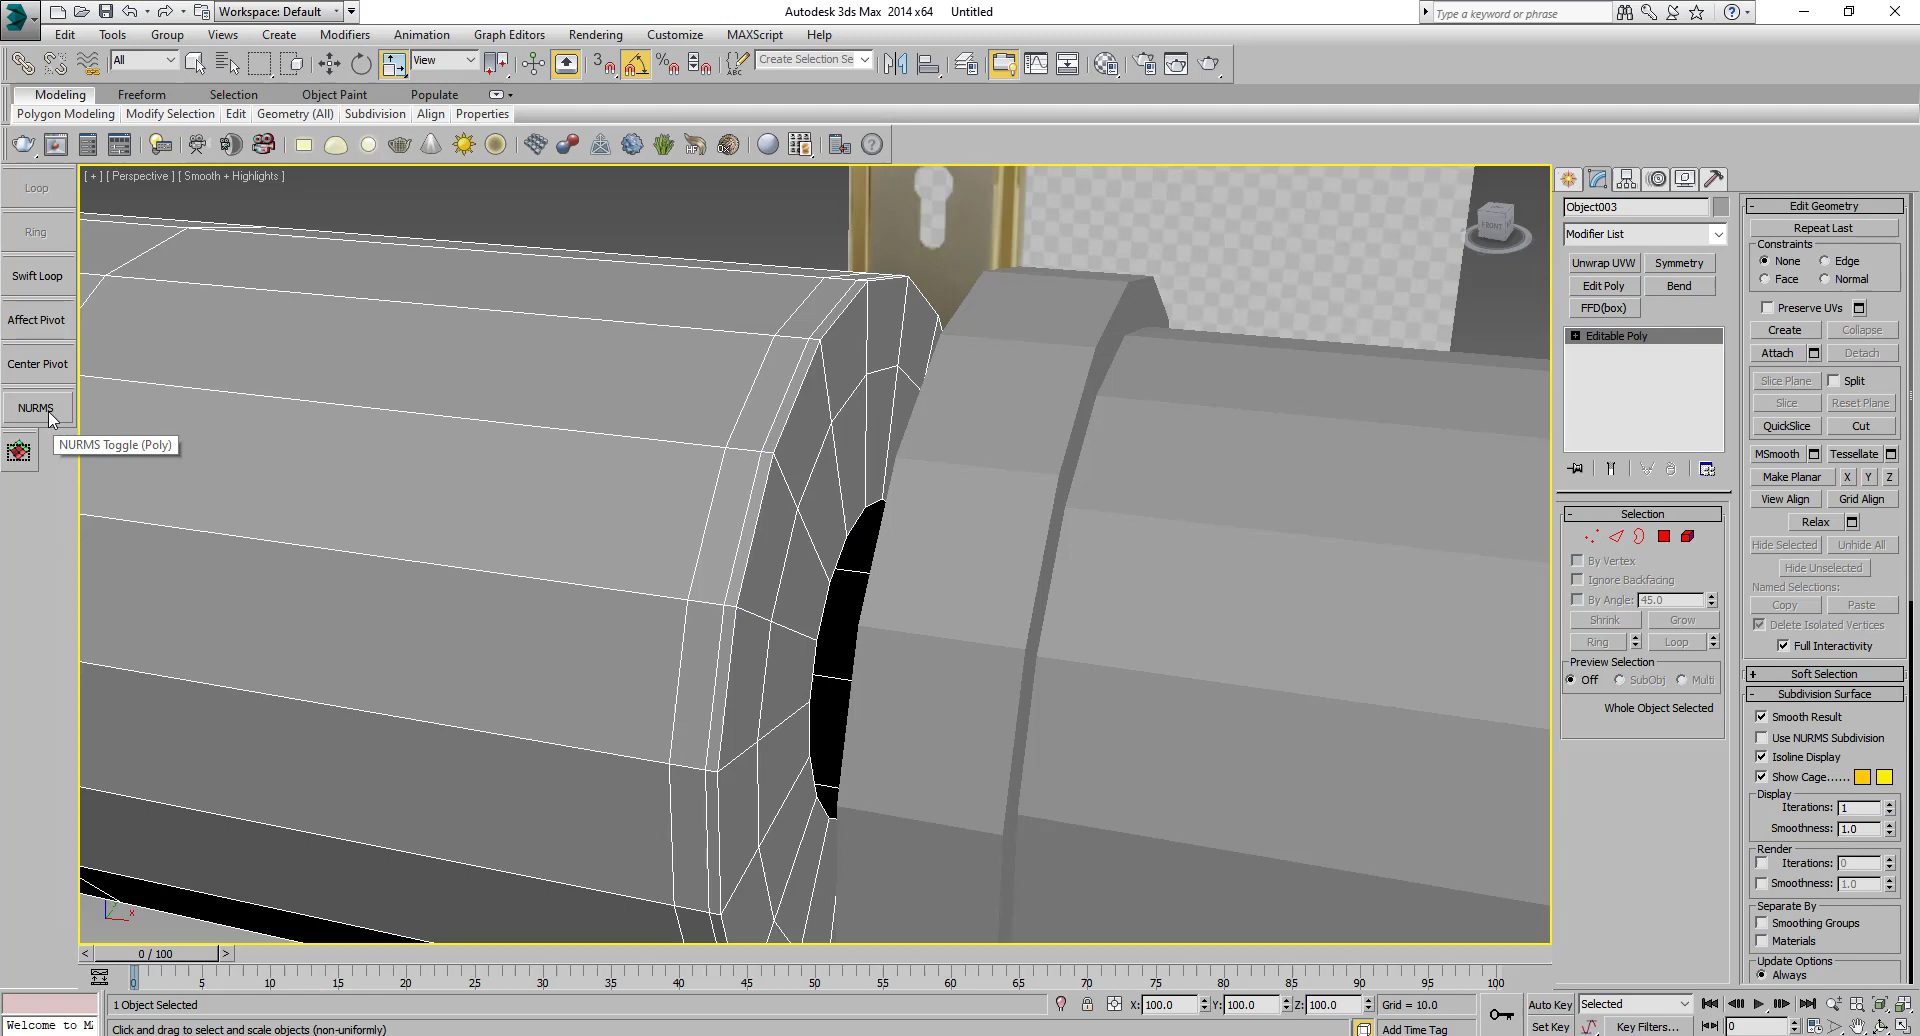 Workspace: Default
Autodesk 3ds Max 2014 x64 Untitled
Type a keyword or phrase
Edit Tools Group Views Create Modifiers Animation Graph Editors Rendering Customize MAXScript Help
All
View
Create Selection Se
Modeling Freeform Selection Object Paint Populate
Polygon Modeling Modify Selection Edit Geometry (All) Subdivision Align Properties
[ + ] [ Perspective ] [ Smooth + Highlights ]
Loop
Ring
Swift Loop
Affect Pivot
Center Pivot
NURMS
NURMS Toggle (Poly)
FRONT
Object003
Modifier List
Unwrap UVW Symmetry
Edit Poly Bend
FFD(box)
Editable Poly
Selection
By Vertex
Ignore Backfacing
By Angle: 45.0
Shrink Grow
Ring Loop
Preview Selection
Off SubObj Multi
Whole Object Selected
Edit Geometry
Repeat Last
Constraints
None Edge
Face Normal
Preserve UVs
Create Collapse
Attach Detach
Slice Plane Split
Slice Reset Plane
QuickSlice Cut
MSmooth Tessellate
Make Planar X Y Z
View Align Grid Align
Relax
Hide Selected Unhide All
Hide Unselected
Named Selections:
Copy Paste
Delete Isolated Vertices
Full Interactivity
Soft Selection
Subdivision Surface
Smooth Result
Use NURMS Subdivision
Isoline Display
Show Cage......
Display
Iterations: 1
Smoothness: 1.0
Render
Iterations: 0
Smoothness: 1.0
Separate By
Smoothing Groups
Materials
Update Options
Always
< 0 / 100 >
0 5 10 15 20 25 30 35 40 45 50 55 60 65 70 75 80 85 90 95 100
1 Object Selected
X: 100.0 Y: 100.0 Z: 100.0 Grid = 10.0
Auto Key Selected
Welcome to M
Click and drag to select and scale objects (non-uniformly)
Add Time Tag
Set Key Key Filters... 0